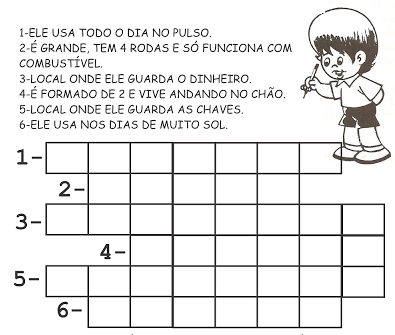 1-ELE USA TODO O DIA NO PULSO.
2-É GRANDE, TEM 4 RODAS E SÓ FUNCIONA COM
COMBUSTÍVEL.
3-LOCAL ONDE ELE GUARDA O DINHEIRO.
4-É FORMADO DE 2 E VIVE ANDANDO NO CHÃO.
5-LOCAL ONDE ELE GUARDA AS CHAVES.
6-ELE USA NOS DIAS DE MUITO SOL.
1-
2-
3-
4-
5-
6-